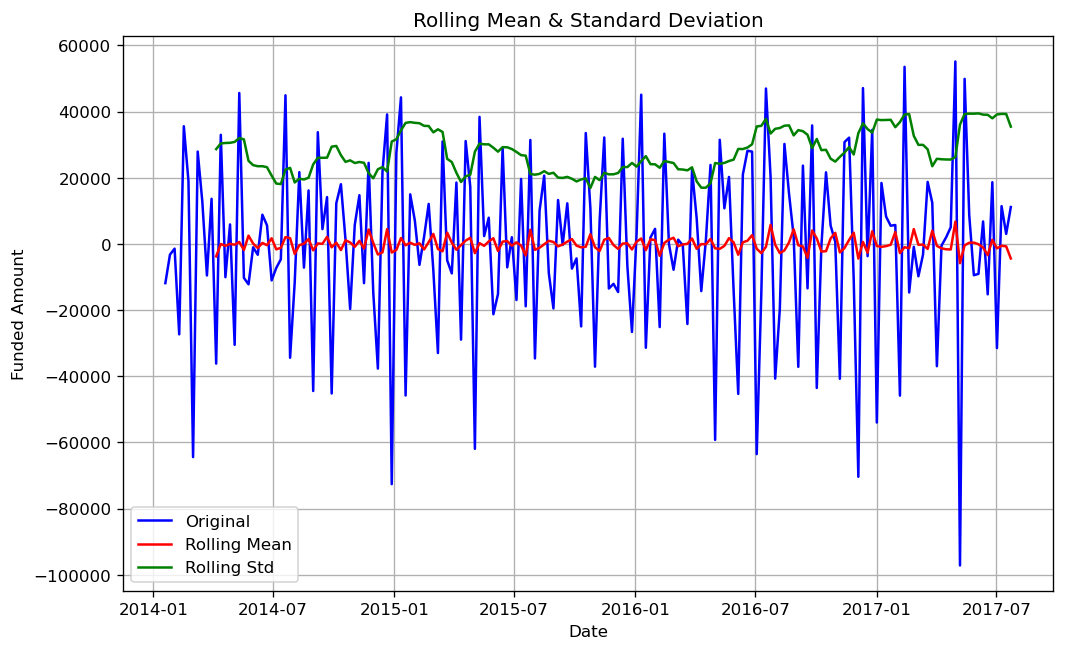 Rolling Mean & Standard Deviation
60000
40000
20000
0
−20000
−40000
−60000
−80000
−100000
Funded Amount
Original
Rolling Mean
Rolling Std
2014-01 2014-07 2015-01 2015-07 2016-01 2016-07 2017-01 2017-07
Date